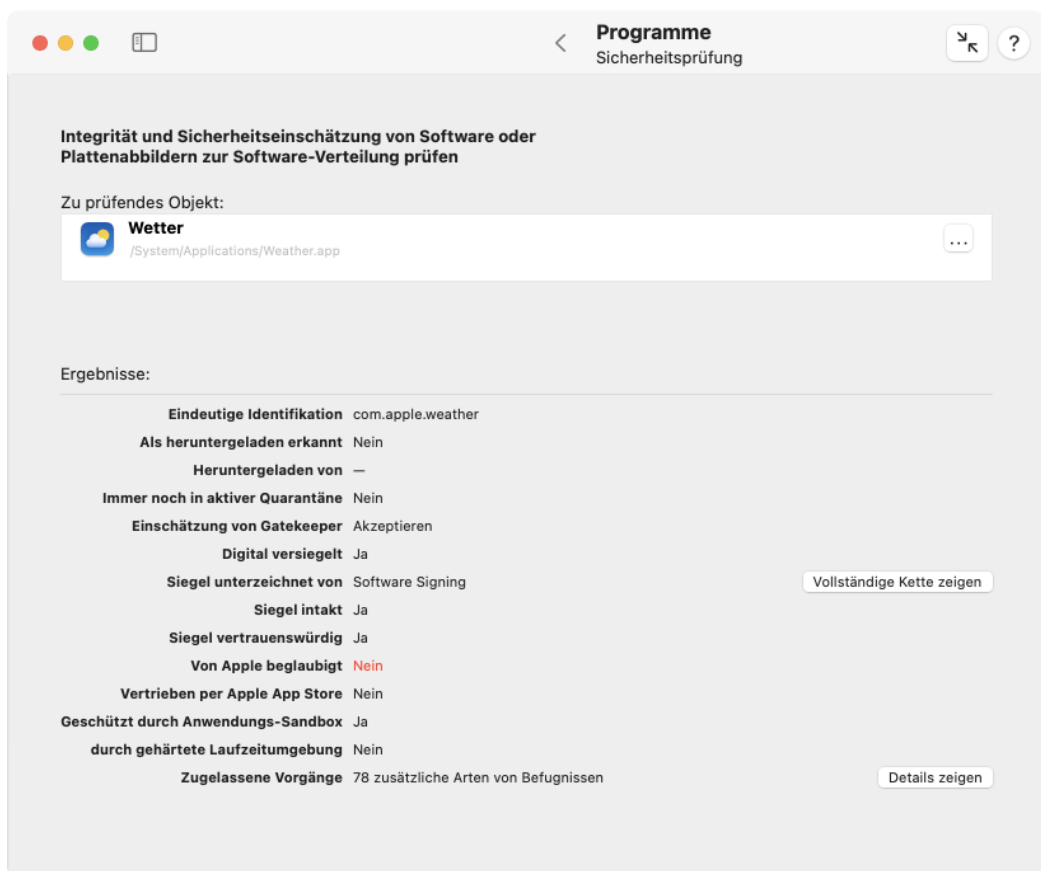 Programme
Sicherheitsprüfung
?
Integrität und Sicherheitseinschätzung von Software oder
Plattenabbildern zur Software-Verteilung prüfen
Zu prüfendes Objekt:
Wetter
/System/Applications/Weather.app
...
Ergebnisse:
Eindeutige Identifikation com.apple.weather
Als heruntergeladen erkannt Nein
Heruntergeladen von —
Immer noch in aktiver Quarantäne Nein
Einschätzung von Gatekeeper Akzeptieren
Digital versiegelt Ja
Siegel unterzeichnet von Software Signing Vollständige Kette zeigen
Siegel intakt Ja
Siegel vertrauenswürdig Ja
Von Apple beglaubigt Nein
Vertrieben per Apple App Store Nein
Geschützt durch Anwendungs-Sandbox Ja
durch gehärtete Laufzeitumgebung Nein
Zugelassene Vorgänge 78 zusätzliche Arten von Befugnissen Details zeigen